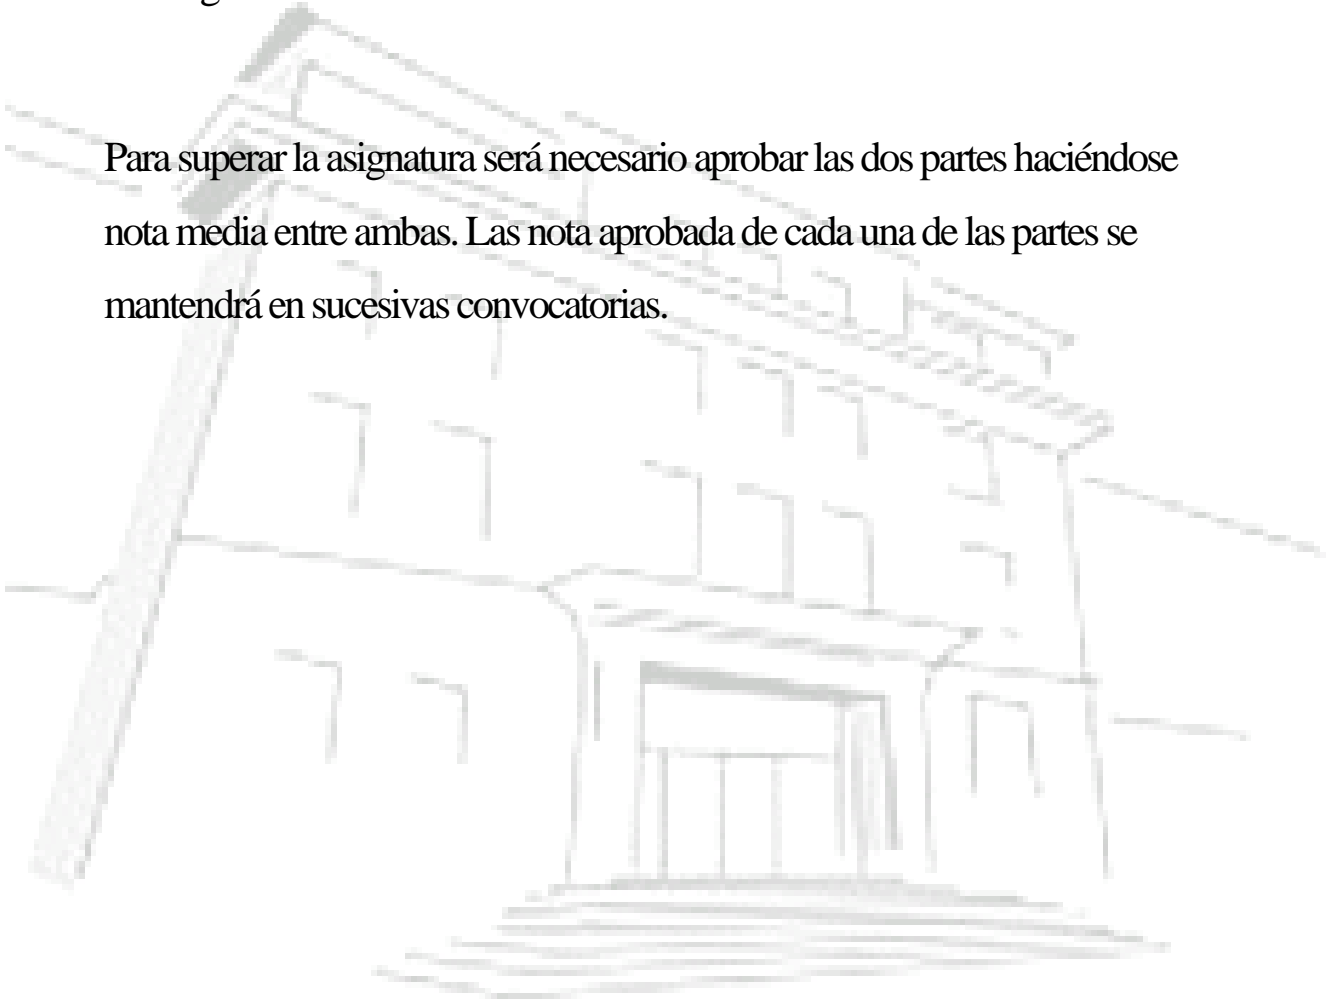 Para superar la asignatura será necesario aprobar las dos partes haciéndose
nota media entre ambas. Las nota aprobada de cada una de las partes se
mantendrá en sucesivas convocatorias.